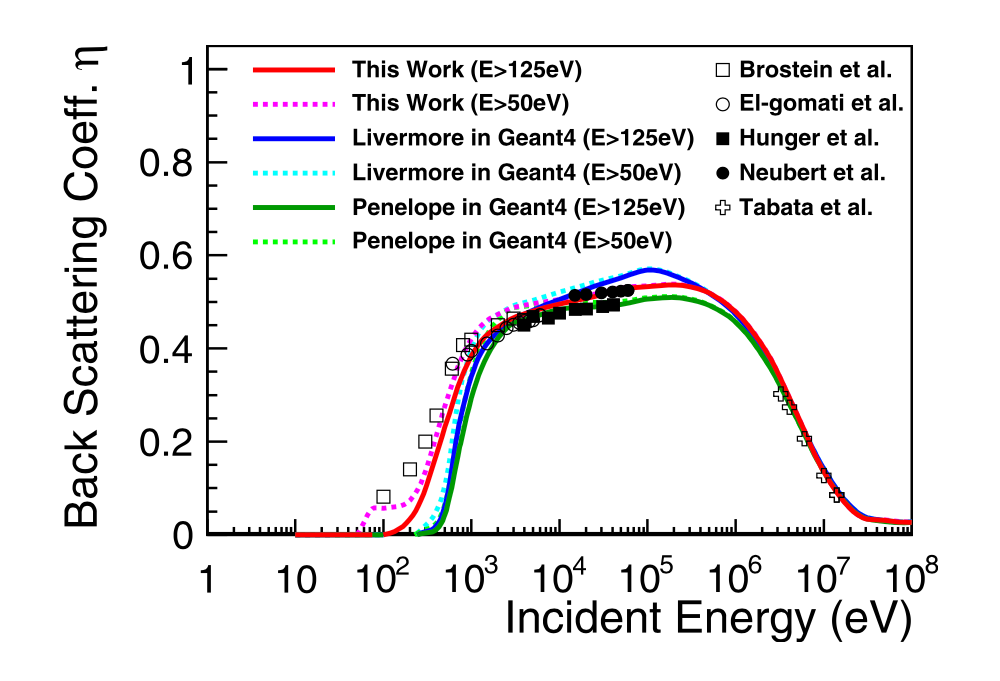 Back Scattering Coeff. η
1
0.8
0.6
0.4
0.2
0
This Work (E>125eV)
This Work (E>50eV)
Livermore in Geant4 (E>125eV)
Livermore in Geant4 (E>50eV)
Penelope in Geant4 (E>125eV)
Penelope in Geant4 (E>50eV)
Brostein et al.
El-gomati et al.
Hunger et al.
Neubert et al.
Tabata et al.
1 10 10² 10³ 10⁴ 10⁵ 10⁶ 10⁷ 10⁸
Incident Energy (eV)